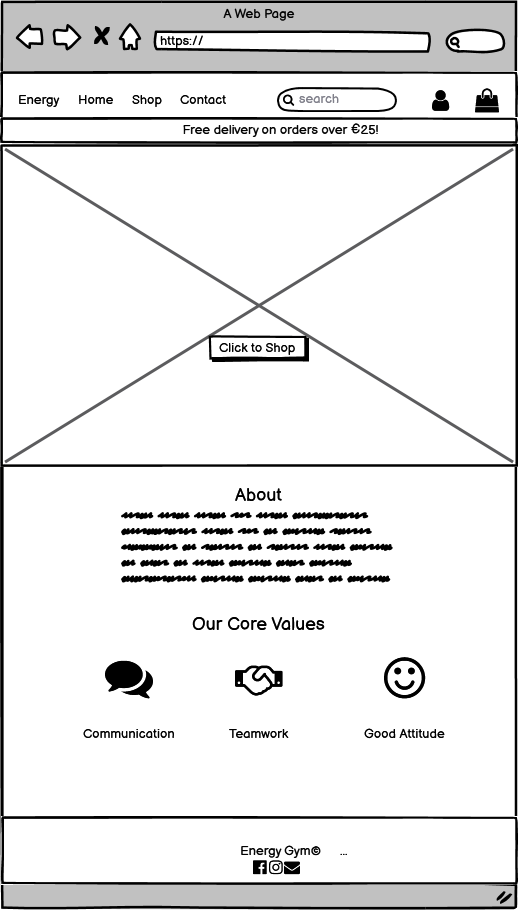 A Web Page
https://
Energy Home Shop Contact search
Free delivery on orders over €25!
Click to Shop
About
Our Core Values
Communication Teamwork Good Attitude
Energy Gym© ...